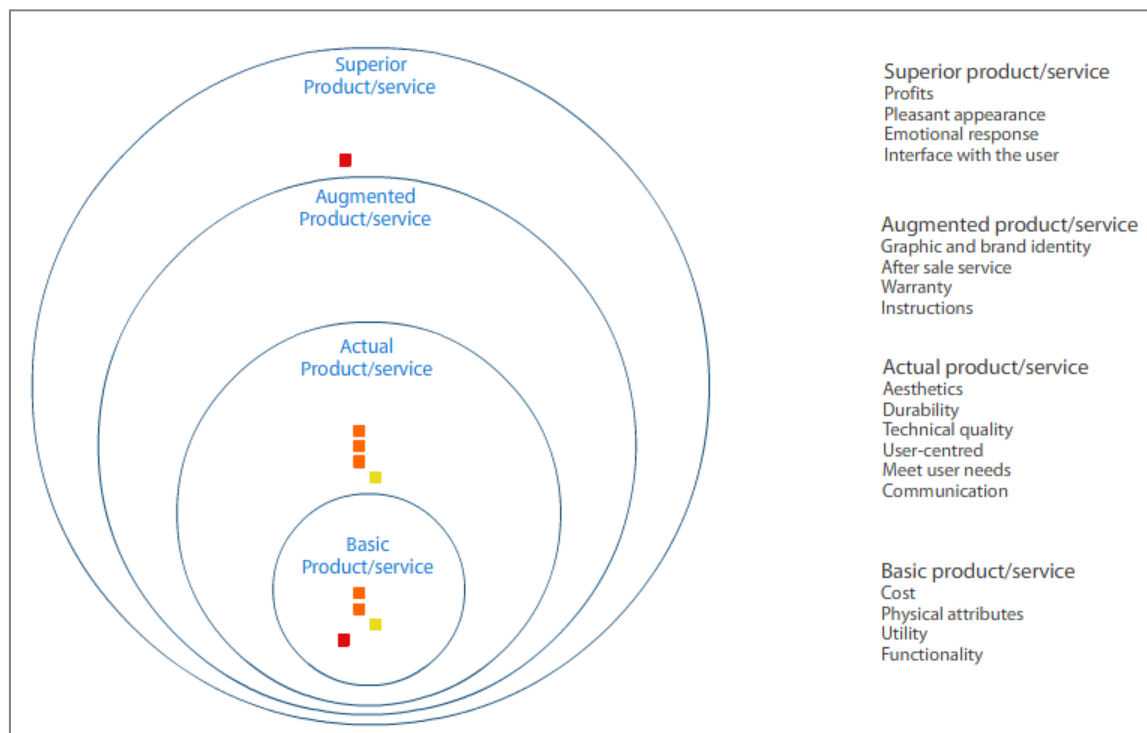 Superior
Product/service
Augmented
Product/service
Actual
Product/service
Basic
Product/service
Superior product/service
Profits
Pleasant appearance
Emotional response
Interface with the user
Augmented product/service
Graphic and brand identity
After sale service
Warranty
Instructions
Actual product/service
Aesthetics
Durability
Technical quality
User-centred
Meet user needs
Communication
Basic product/service
Cost
Physical attributes
Utility
Functionality